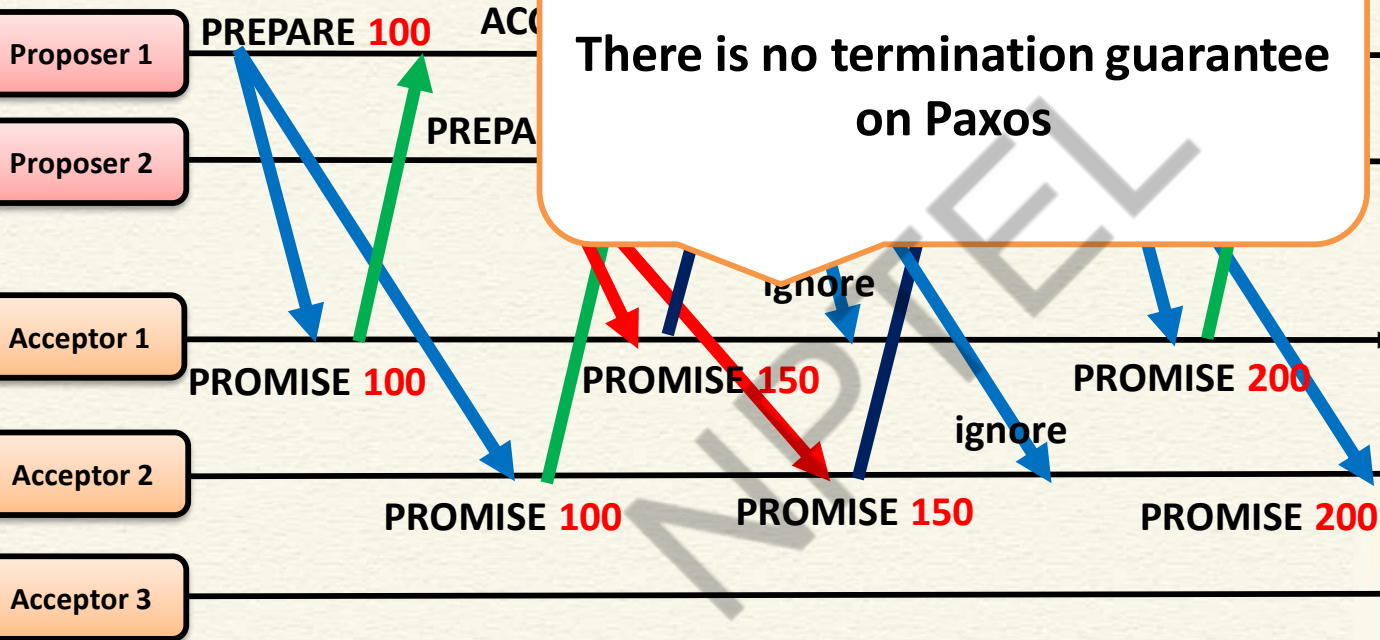 Proposer 1
PREPARE 100
There is no termination guarantee
on Paxos
Proposer 2
ignore
Acceptor 1
PROMISE 100
PROMISE 150
PROMISE 200
ignore
Acceptor 2
PROMISE 100
PROMISE 150
PROMISE 200
Acceptor 3
NPTEL